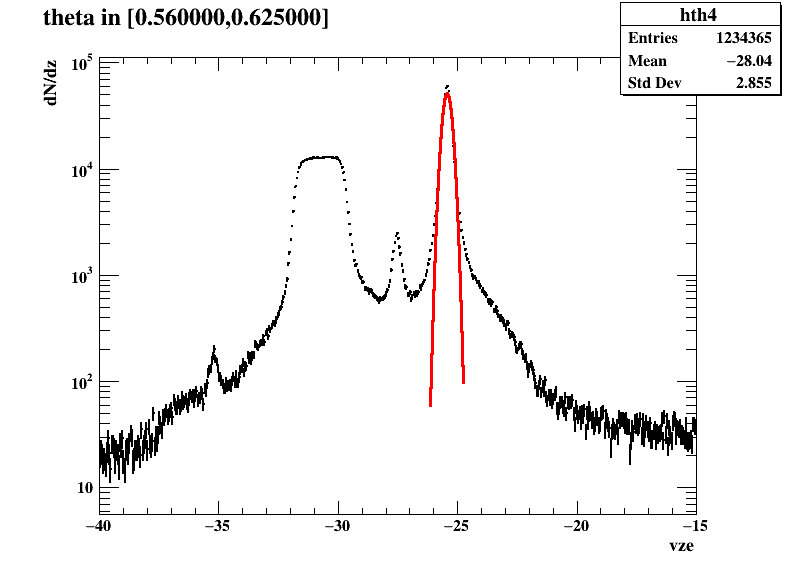 theta in [0.560000,0.625000]
hth4
Entries 1234365
Mean −28.04
Std Dev 2.855
dN/dz
10^5
10^4
10^3
10^2
10
−40 −35 −30 −25 −20 −15
vze